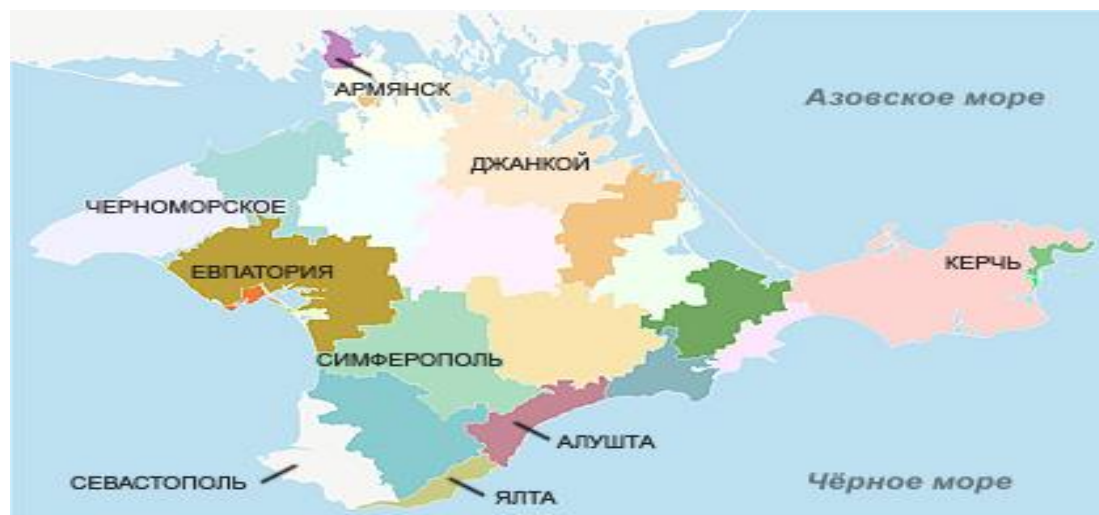 АРМЯНСК
Азовское море
ДЖАНКОЙ
ЧЕРНОМОРСКОЕ
ЕВПАТОРИЯ
КЕРЧЬ
СИМФЕРОПОЛЬ
АЛУШТА
СЕВАСТОПОЛЬ
Чёрное море
ЯЛТА